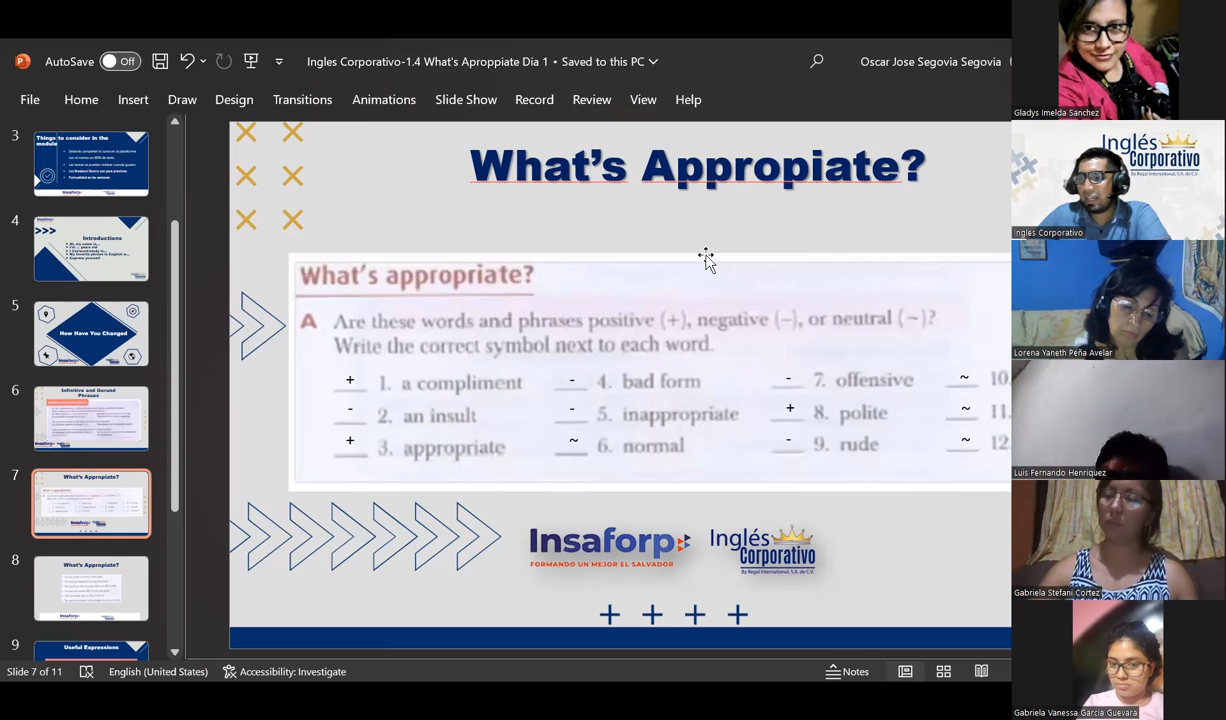 AutoSave
Off
Ingles Corporativo-1.4 What's Aproppiate Dia 1 • Saved to this PC
Oscar Jose Segovia Segovia
File
Home
Insert
Draw
Design
Transitions
Animations
Slide Show
Record
Review
View
Help
3
Things to considor in the
module
4
Introductions
5
How Have You Changed
6
Infinitive and Gerund
Phrases
7
What's Appropiate?
8
What's Appropiate?
9
Useful Expressions
What's Appropiate?
What's appropriate?
A Are these words and phrases positive (+), negative (–), or neutral (~)?
Write the correct symbol next to each word.
+ 1. a compliment
- 2. an insult
+ 3. appropriate
- 4. bad form
- 5. inappropriate
~ 6. normal
- 7. offensive
+ 8. polite
- 9. rude
~ 10.
~ 11.
~ 12.
Insaforp
FORMANDO UN MEJOR EL SALVADOR
Inglés
Corporativo
By Regal International, S.A. de C.V.
Slide 7 of 11
English (United States)
Accessibility: Investigate
Notes
Gladys Imelda Sanchez
Inglés
Corporativo
By Regal International, S.A. de C.V.
Ingles Corporativo
Lorena Yaneth Peña Avelar
Luis Fernando Henriquez
Gabriela Stefani Cortez
Gabriela Vanessa Garcia Guevara